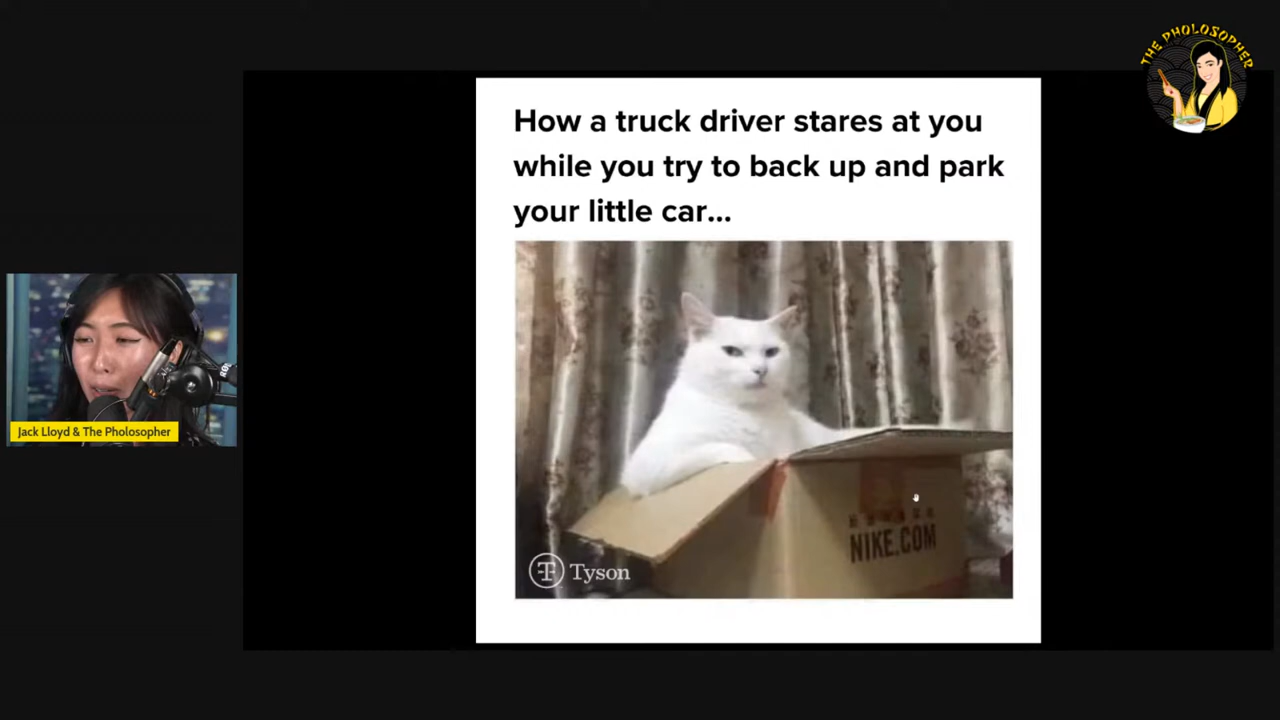 THE PHOLOSOPHER
How a truck driver stares at you
while you try to back up and park
your little car...
Jack Lloyd & The Pholosopher
NIKE.COM
Tyson